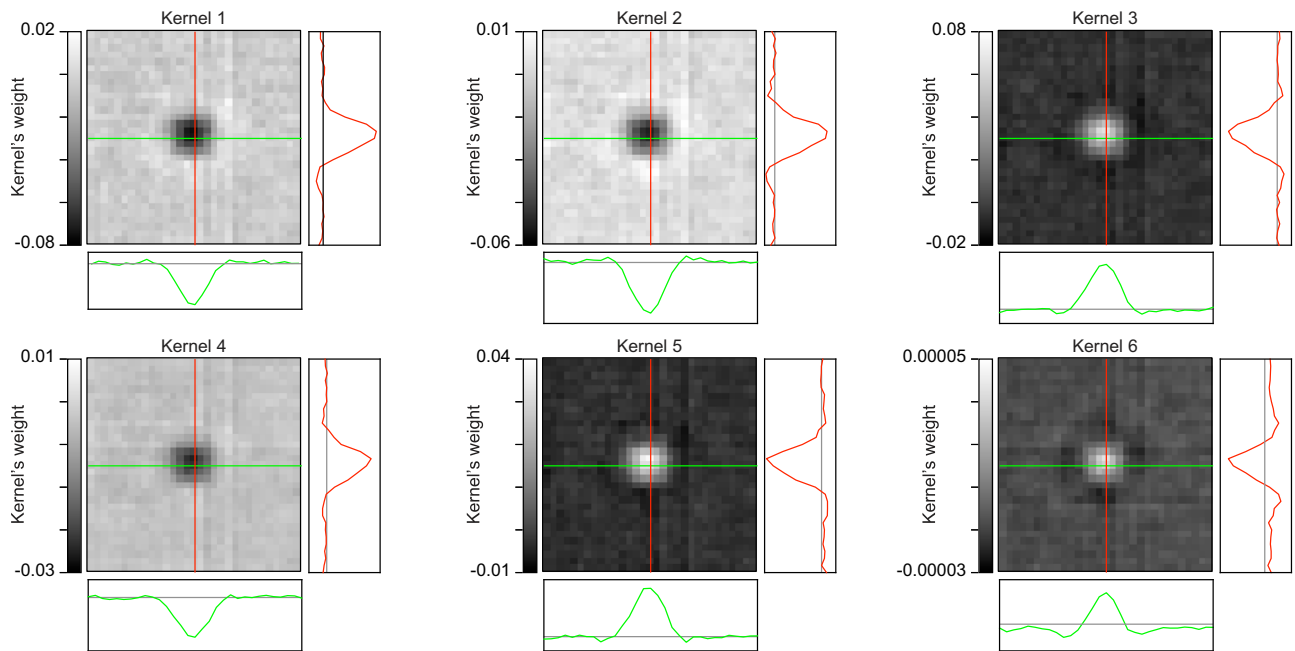 Kernel 1
0.02
Kernel's weight
-0.08
Kernel 2
0.01
Kernel's weight
-0.06
Kernel 3
0.08
Kernel's weight
-0.02
Kernel 4
0.01
Kernel's weight
-0.03
Kernel 5
0.04
Kernel's weight
-0.01
Kernel 6
0.00005
Kernel's weight
-0.00003